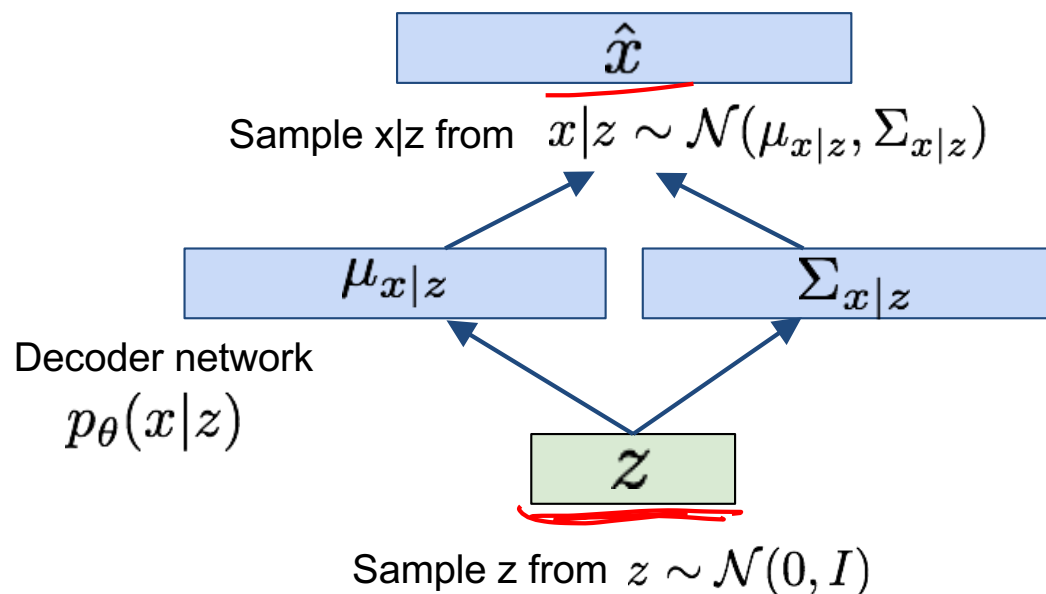 x̂
Sample x|z from x|z ∼ 𝒩(μ_{x|z}, Σ_{x|z})
μ_{x|z} Σ_{x|z}
Decoder network
p_θ(x|z)
z
Sample z from z ∼ 𝒩(0, I)